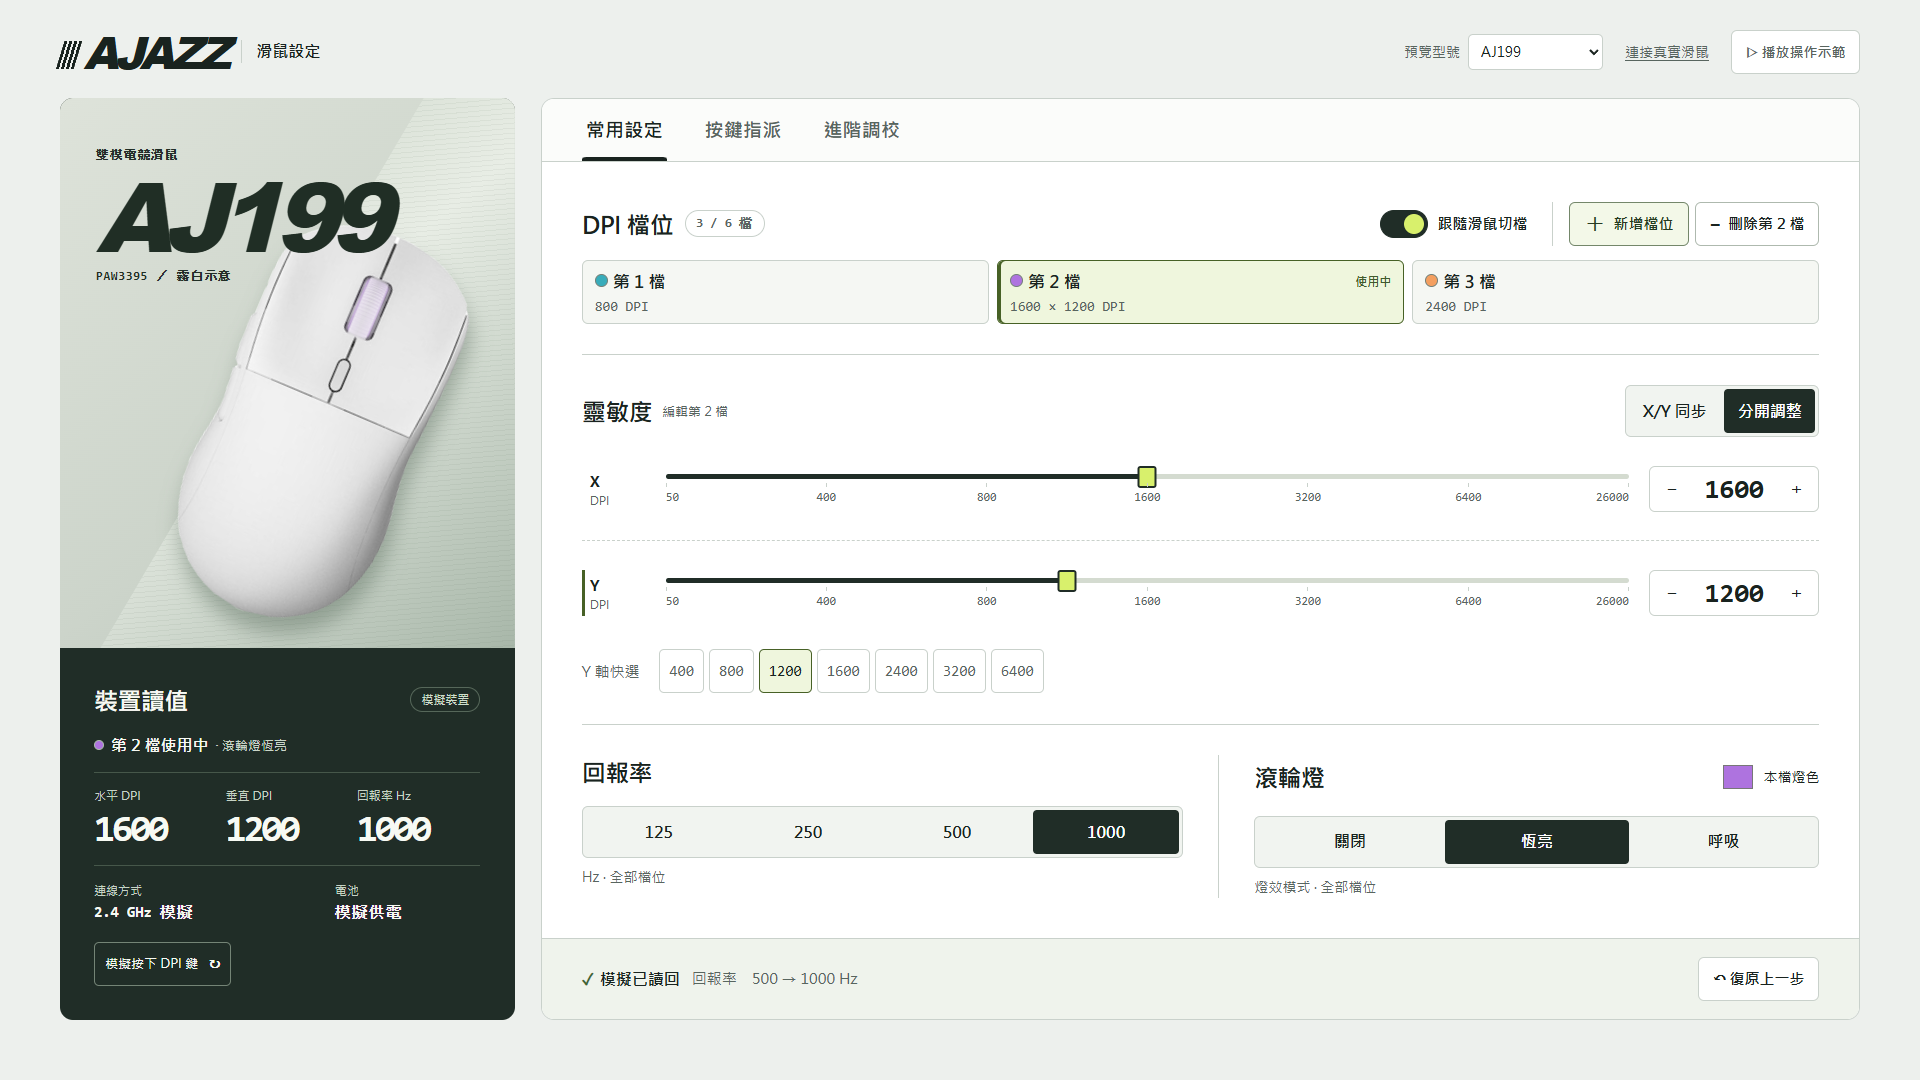 AJAZZ 滑鼠設定
預覽型號 AJ199 連接真實滑鼠 ▷ 播放操作示範
雙模電競滑鼠
AJ199
PAW3395 / 霧白示意
裝置讀值 模擬裝置
第 2 檔使用中 · 滾輪燈恆亮
水平 DPI 垂直 DPI 回報率 Hz
1600 1200 1000
連線方式 電池
2.4 GHz 模擬 模擬供電
模擬按下 DPI 鍵 ↻
常用設定 按鍵指派 進階調校
DPI 檔位 3 / 6 檔 跟隨滑鼠切檔 + 新增檔位 − 刪除第 2 檔
第 1 檔
800 DPI
第 2 檔 使用中
1600 × 1200 DPI
第 3 檔
2400 DPI
靈敏度 編輯第 2 檔 X/Y 同步 分開調整
X
DPI
50 400 800 1600 3200 6400 26000
− 1600 +
Y
DPI
50 400 800 1600 3200 6400 26000
− 1200 +
Y 軸快選 400 800 1200 1600 2400 3200 6400
回報率
125 250 500 1000
Hz · 全部檔位
滾輪燈 本檔燈色
關閉 恆亮 呼吸
燈效模式 · 全部檔位
✓ 模擬已讀回 回報率 500 → 1000 Hz ↶ 復原上一步